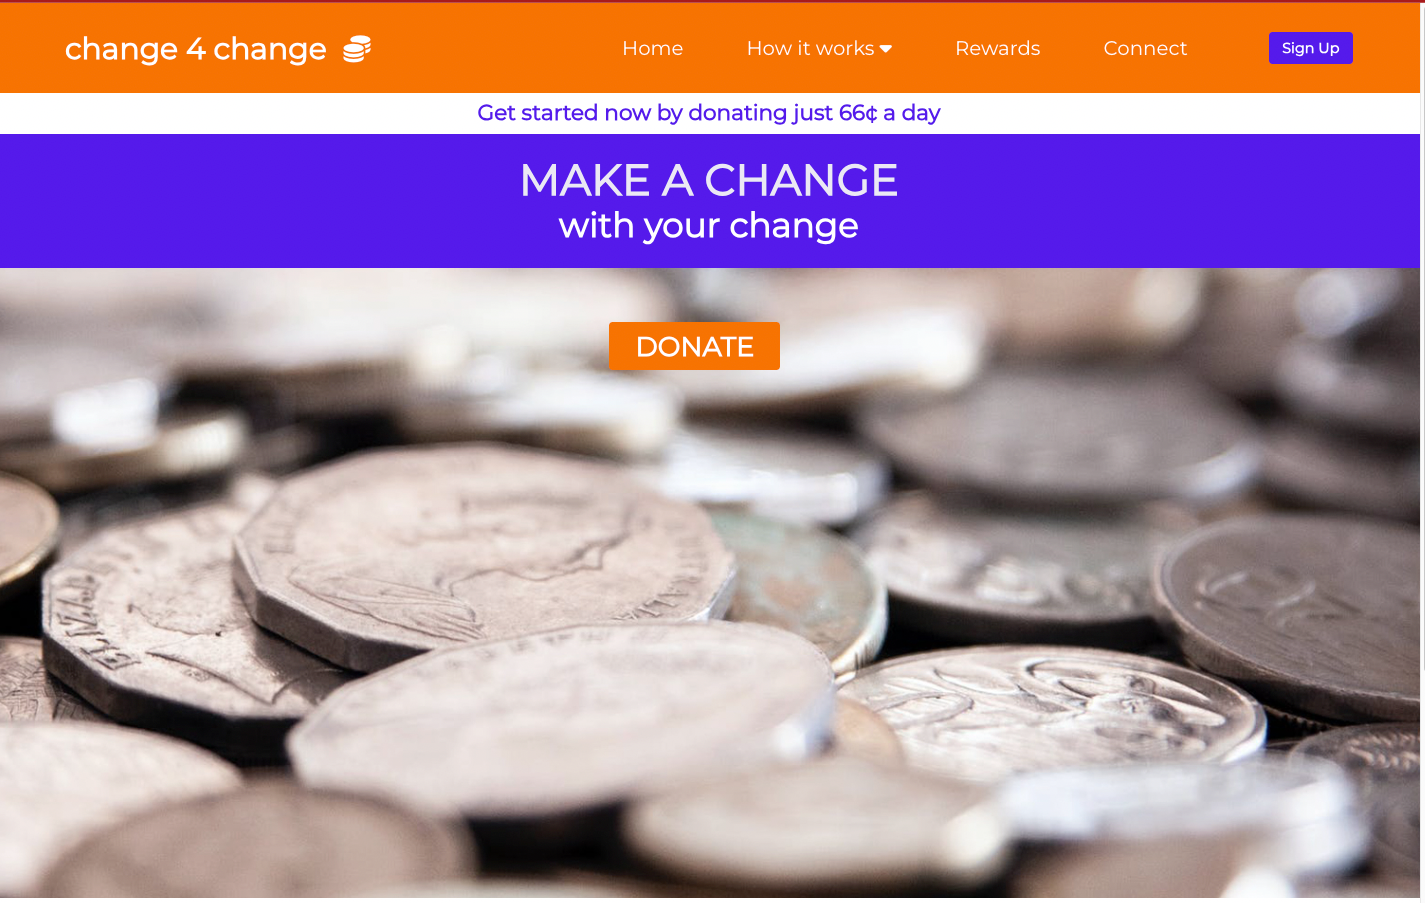 change 4 change
Home
How it works
Rewards
Connect
Sign Up
Get started now by donating just 66¢ a day
MAKE A CHANGE
with your change
DONATE
ELIZA